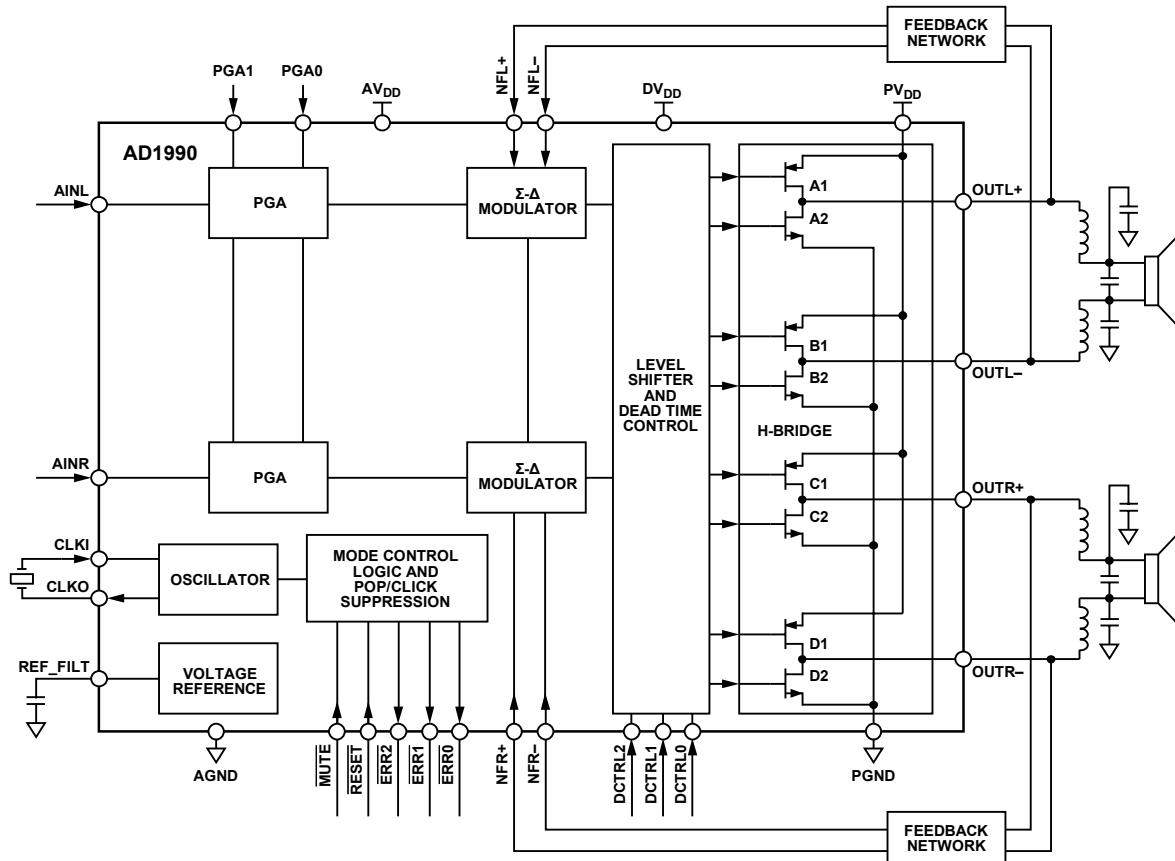 FEEDBACK
NETWORK
PGA1
PGA0
AVDD
NFL+
NFL–
DVDD
PVDD
AD1990
AINL
PGA
Σ-Δ
MODULATOR
A1
A2
OUTL+
B1
B2
OUTL–
LEVEL
SHIFTER
AND
DEAD TIME
CONTROL
H-BRIDGE
AINR
PGA
Σ-Δ
MODULATOR
C1
C2
OUTR+
CLKI
CLKO
OSCILLATOR
MODE CONTROL
LOGIC AND
POP/CLICK
SUPPRESSION
D1
D2
OUTR–
REF_FILT
VOLTAGE
REFERENCE
AGND
MUTE
RESET
ERR2
ERR1
ERR0
NFR+
NFR–
DCTRL2
DCTRL1
DCTRL0
PGND
FEEDBACK
NETWORK